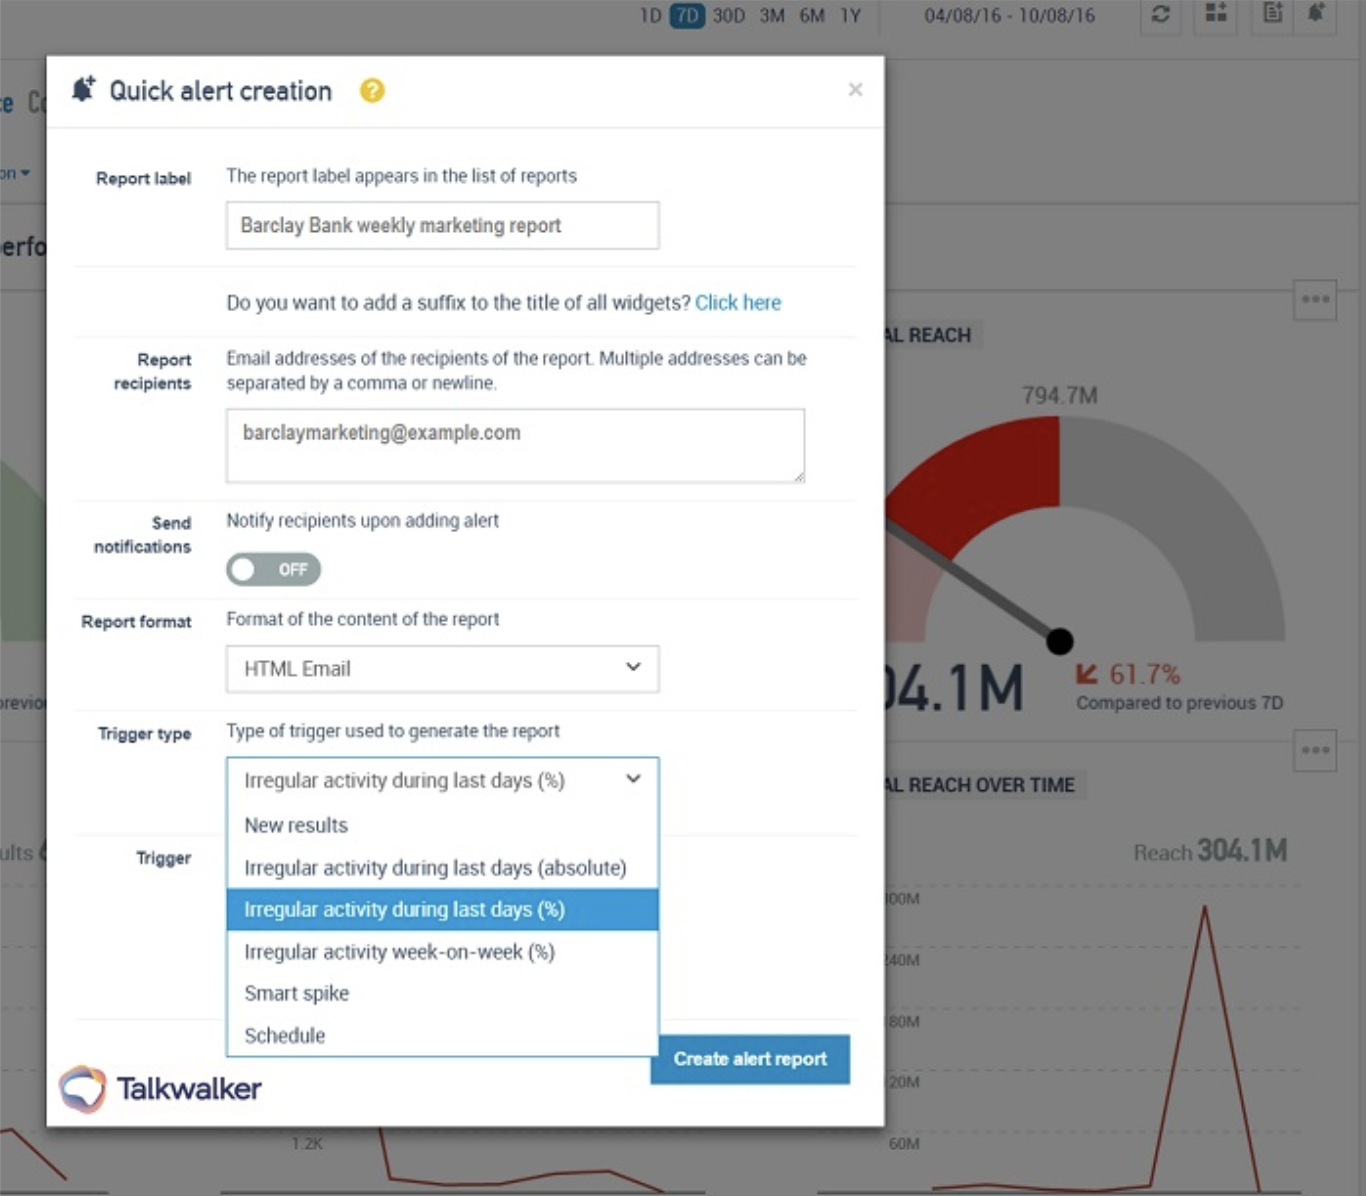 1D 7D 30D 3M 6M 1Y 04/08/16 - 10/08/16
Quick alert creation ?
Report label
The report label appears in the list of reports
Barclay Bank weekly marketing report
Do you want to add a suffix to the title of all widgets? Click here
Report
recipients
Email addresses of the recipients of the report. Multiple addresses can be
separated by a comma or newline.
barclaymarketing@example.com
Send
notifications
Notify recipients upon adding alert
OFF
Report format
Format of the content of the report
HTML Email
Trigger type
Type of trigger used to generate the report
Irregular activity during last days (%)
New results
Trigger
Irregular activity during last days (absolute)
Irregular activity during last days (%)
Irregular activity week-on-week (%)
Smart spike
Schedule
Create alert report
Talkwalker
AL REACH
794.7M
04.1M
61.7%
Compared to previous 7D
AL REACH OVER TIME
Reach 304.1M
00M
240M
80M
20M
60M
1.2K